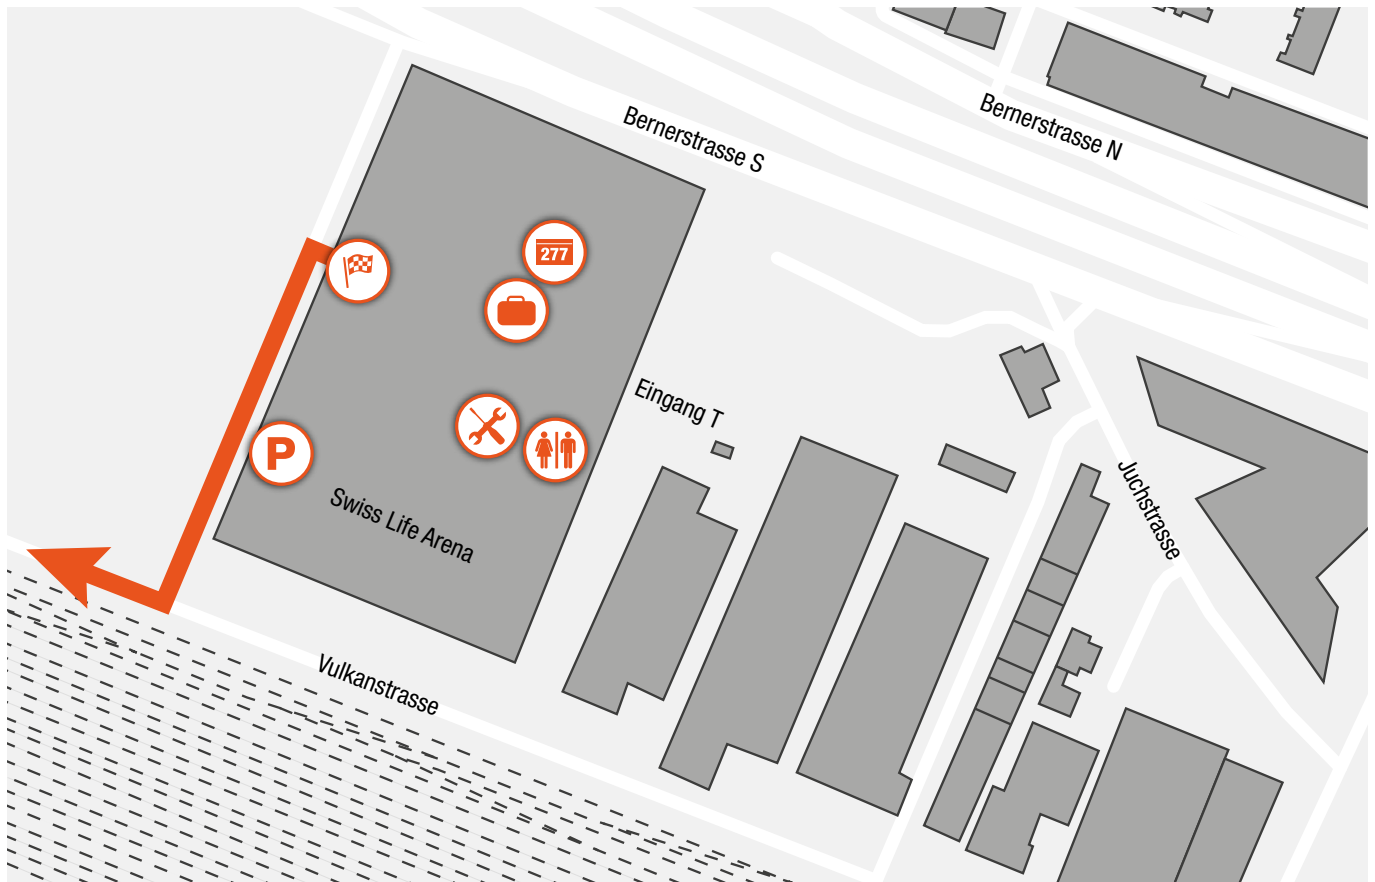 Bernerstrasse N
Bernerstrasse S
277
Eingang T
P
Swiss Life Arena
Juchstrasse
Vulkanstrasse